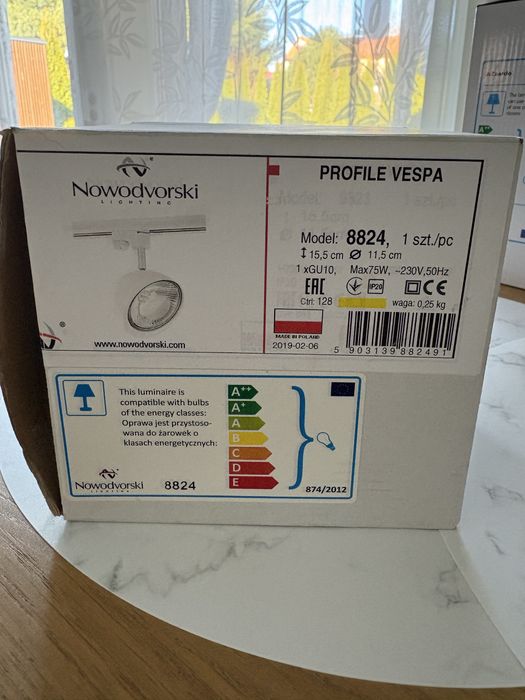 Nowodvorski
LIGHTING
www.nowodvorski.com
PROFILE VESPA
Model: 8824, 1 szt./pc
↕ 15,5 cm Ø 11,5 cm
1 xGU10, Max75W, ~230V,50Hz
EAC IP20 CE
Ctrl: 128
waga: 0,25 kg
MADE IN POLAND
2019-02-06
5 903139 882491
This luminaire is
compatible with bulbs
of the energy classes:
Oprawa jest przystoso-
wana do żarowek o
klasach energetycznych:
A++
A+
A
B
C
D
E
Nowodvorski
LIGHTING
8824
874/2012